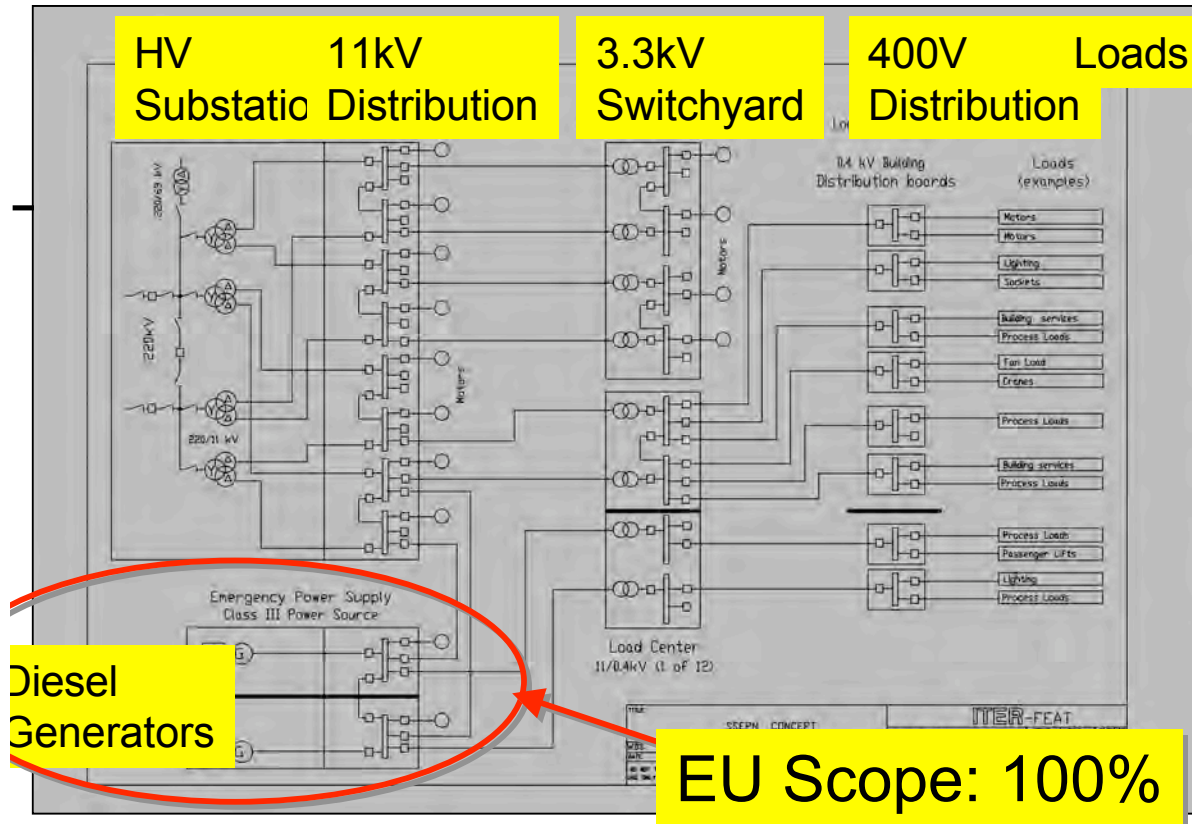 HV
Substatio
11kV
Distribution
3.3kV
Switchyard
400V
Distribution
Loads
0.4 kV Building
Distribution boards
Loads
(examples)
220/69 kV
220kV
220/11 kV
Motors
Motors
Motors
Motors
Lighting
Sockets
Building services
Process Loads
Fan Load
Cranes
Process Loads
Building services
Process Loads
Process Loads
Passenger Lifts
Lighting
Process Loads
Emergency Power Supply
Class III Power Source
G
G
Diesel
Generators
Load Center
11/0.4kV (1 of 12)
TITLE
SSEPN CONCEPT
ITER-FEAT
EU Scope: 100%